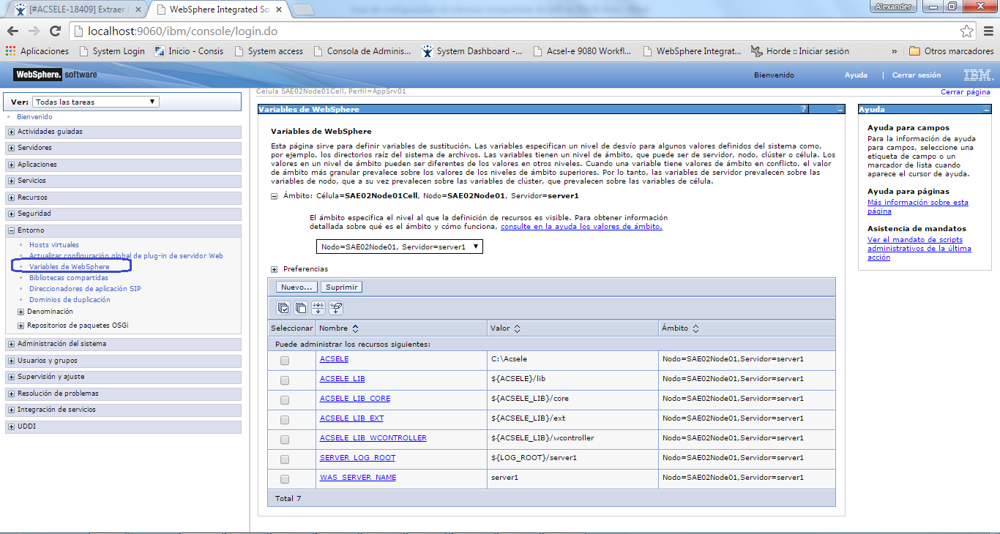 [#ACSELE-18409] Extraer
WebSphere Integrated So
Alexander
localhost:9060/ibm/console/login.do
Aplicaciones
System Login
Inicio - Consis
System access
Consola de Adminis...
System Dashboard -...
Acsel-e 9080 Workfl...
WebSphere Integrat...
Horde :: Iniciar sesión
»
Otros marcadores
WebSphere. software
Bienvenido
Ayuda
Cerrar sesión
IBM.
Ver: Todas las tareas
Bienvenido
Actividades guiadas
Servidores
Aplicaciones
Servicios
Recursos
Seguridad
Entorno
Hosts virtuales
Actualizar configuración global de plug-in de servidor Web
Variables de WebSphere
Bibliotecas compartidas
Direccionadores de aplicación SIP
Dominios de duplicación
Denominación
Repositorios de paquetes OSGi
Administración del sistema
Usuarios y grupos
Supervisión y ajuste
Resolución de problemas
Integración de servicios
UDDI
Célula SAE02Node01Cell, Perfil=AppSrv01
Cerrar página
Variables de WebSphere
?
Variables de WebSphere
Esta página sirve para definir variables de sustitución. Las variables especifican un nivel de desvío para algunos valores definidos del sistema como,
por ejemplo, los directorios raíz del sistema de archivos. Las variables tienen un nivel de ámbito, que puede ser de servidor, nodo, clúster o célula. Los
valores en un nivel de ámbito pueden ser diferentes de los valores en otros niveles. Cuando una variable tiene valores de ámbito en conflicto, el valor
de ámbito más granular prevalece sobre los valores de los niveles de ámbito superiores. Por lo tanto, las variables de servidor prevalecen sobre las
variables de nodo, que a su vez prevalecen sobre las variables de clúster, que prevalecen sobre las variables de célula.
Ámbito: Célula=SAE02Node01Cell, Nodo=SAE02Node01, Servidor=server1
El ámbito especifica el nivel al que la definición de recursos es visible. Para obtener información
detallada sobre qué es el ámbito y cómo funciona, consulte en la ayuda los valores de ámbito.
Nodo=SAE02Node01, Servidor=server1
Preferencias
Nuevo... Suprimir
Seleccionar Nombre Valor Ámbito
Puede administrar los recursos siguientes:
ACSELE C:\Acsele Nodo=SAE02Node01,Servidor=server1
ACSELE_LIB ${ACSELE}/lib Nodo=SAE02Node01,Servidor=server1
ACSELE_LIB_CORE ${ACSELE_LIB}/core Nodo=SAE02Node01,Servidor=server1
ACSELE_LIB_EXT ${ACSELE_LIB}/ext Nodo=SAE02Node01,Servidor=server1
ACSELE_LIB_WCONTROLLER ${ACSELE_LIB}/wcontroller Nodo=SAE02Node01,Servidor=server1
SERVER_LOG_ROOT ${LOG_ROOT}/server1 Nodo=SAE02Node01,Servidor=server1
WAS_SERVER_NAME server1 Nodo=SAE02Node01,Servidor=server1
Total 7
Ayuda
Ayuda para campos
Para la información de ayuda
para campos, seleccione una
etiqueta de campo o un
marcador de lista cuando
aparece el cursor de ayuda.
Ayuda para páginas
Más información sobre esta
página
Asistencia de mandatos
Ver el mandato de scripts
administrativos de la última
acción